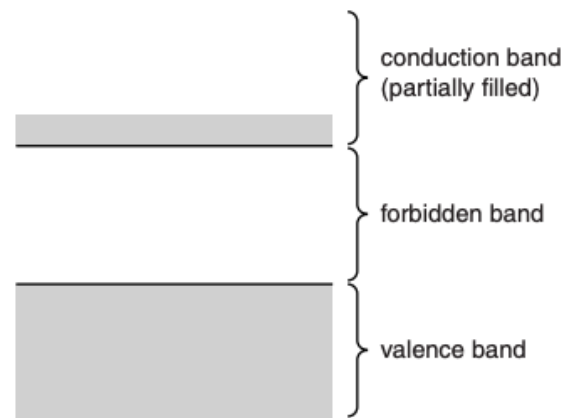 conduction band
(partially filled)
forbidden band
valence band